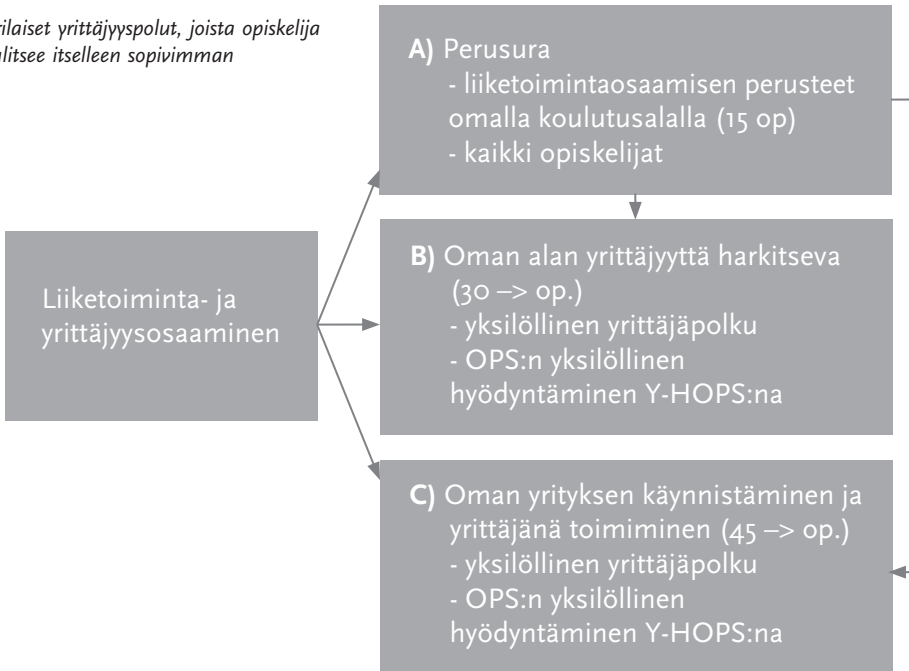 rilaiset yrittäjyyspolut, joista opiskelija
litsee itselleen sopivimman
Liiketoiminta- ja
yrittäjyysosaaminen
A) Perusura
- liiketoimintaosaamisen perusteet
omalla koulutusalalla (15 op)
- kaikki opiskelijat
B) Oman alan yrittäjyyttä harkitseva
(30 –> op.)
- yksilöllinen yrittäjäpolku
- OPS:n yksilöllinen
hyödyntäminen Y-HOPS:na
C) Oman yrityksen käynnistäminen ja
yrittäjänä toimiminen (45 –> op.)
- yksilöllinen yrittäjäpolku
- OPS:n yksilöllinen
hyödyntäminen Y-HOPS:na